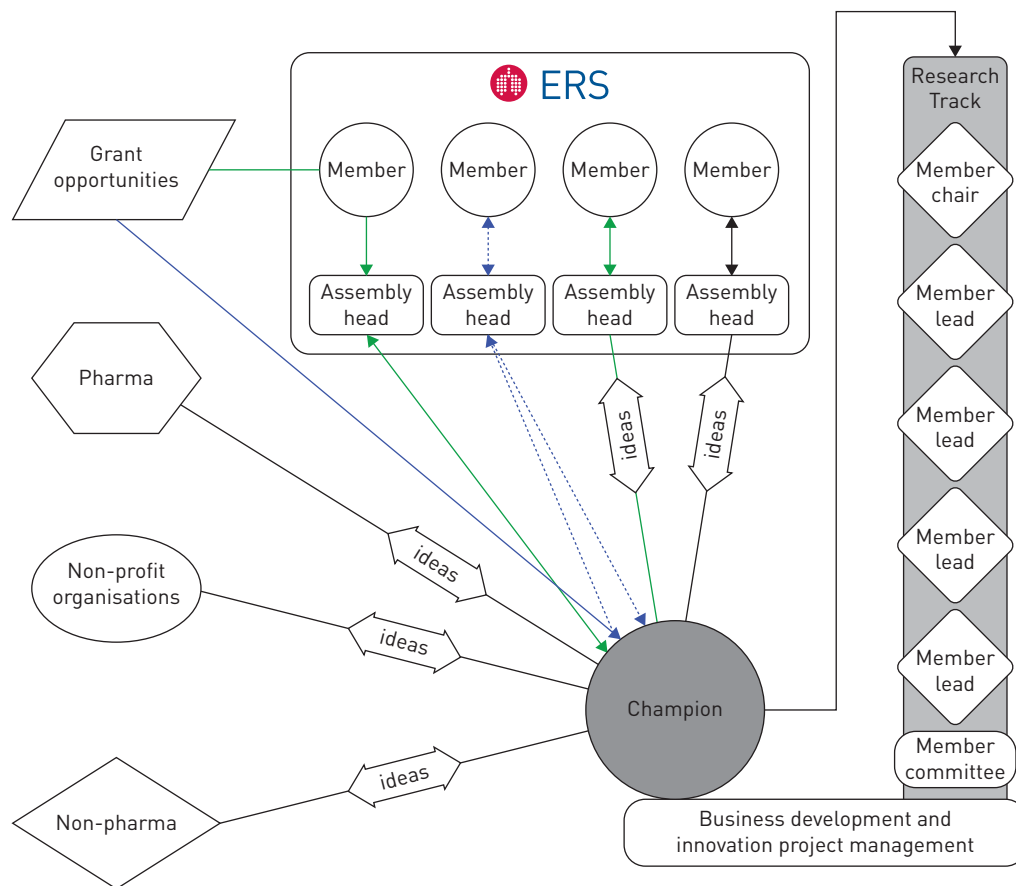 ERS
Research
Track
Grant
opportunities
Member
Member
Member
Member
Member
chair
Assembly
head
Assembly
head
Assembly
head
Assembly
head
Member
lead
Pharma
ideas
ideas
Member
lead
ideas
Non-profit
organisations
Member
lead
ideas
Member
lead
Champion
Member
committee
ideas
Non-pharma
Business development and
innovation project management